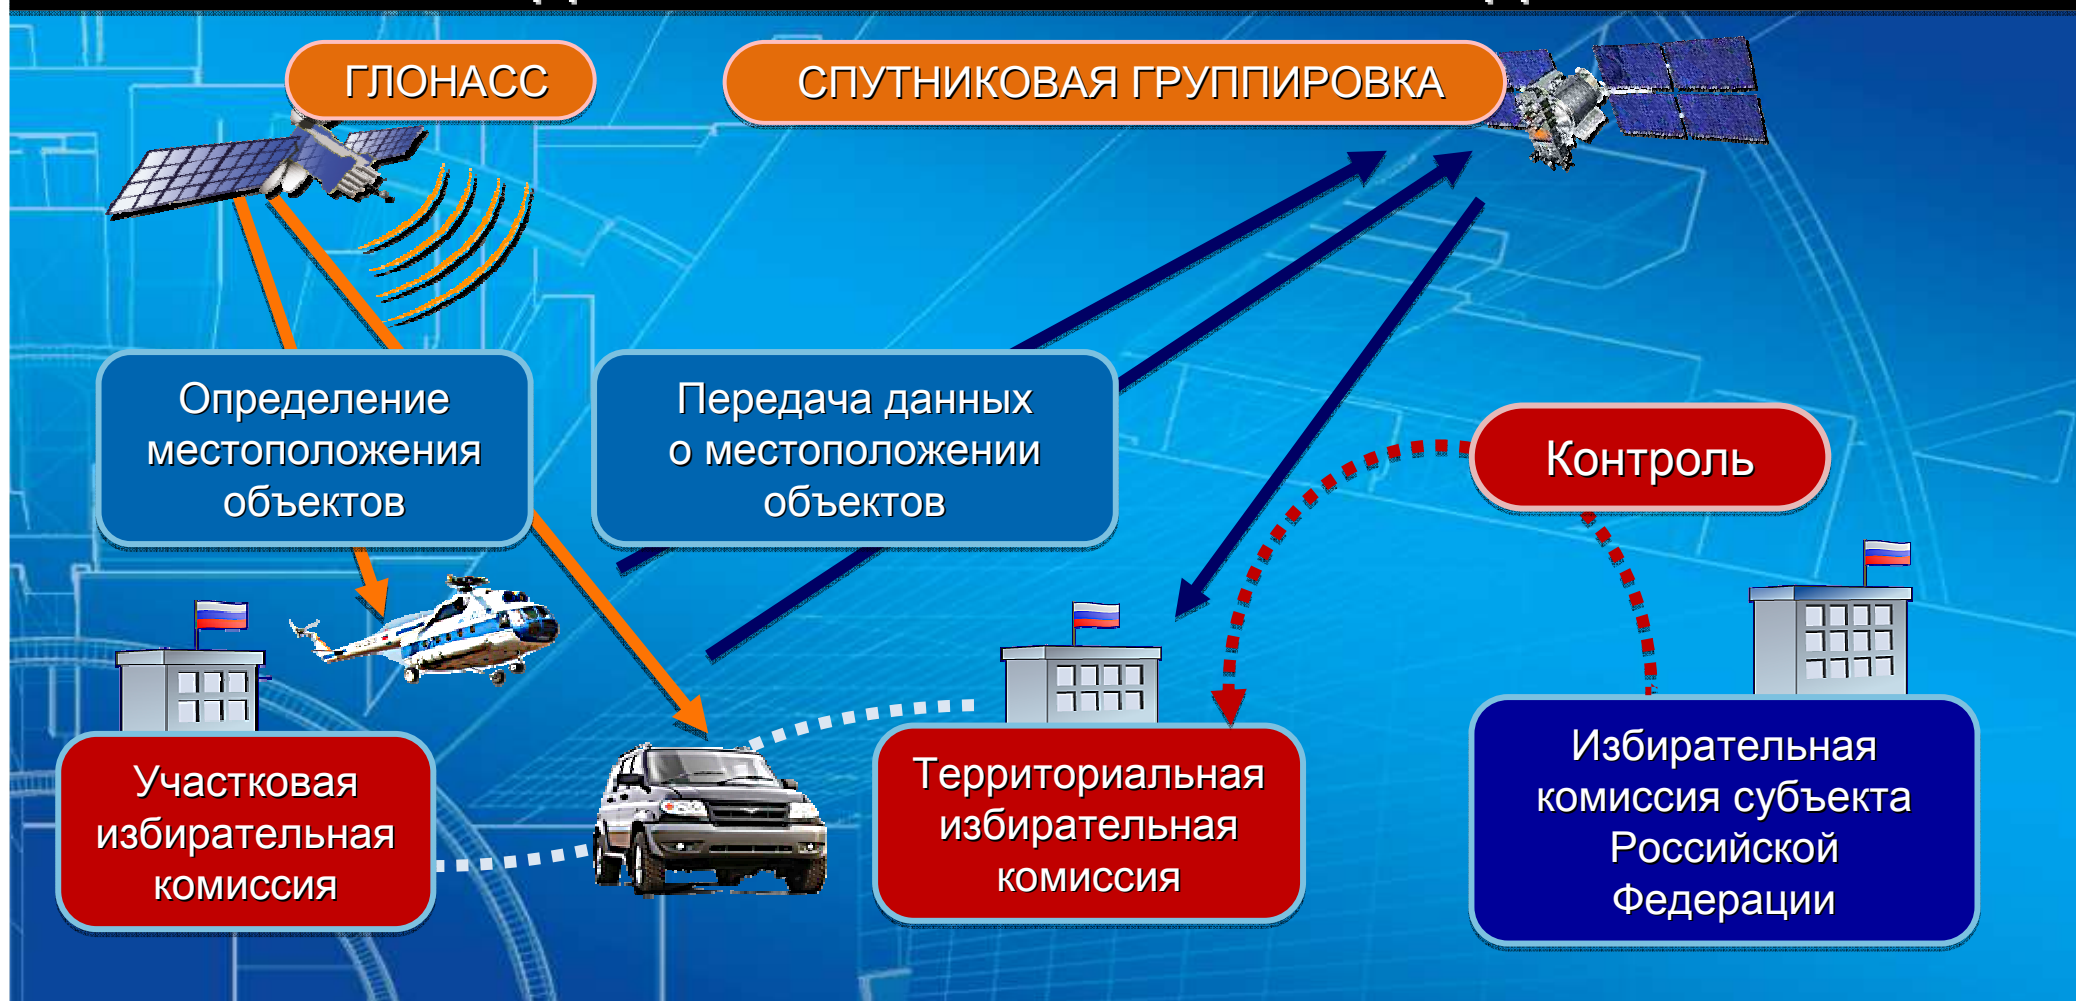 ГЛОНАСС
СПУТНИКОВАЯ ГРУППИРОВКА
Определение
местоположения
объектов
Передача данных
о местоположении
объектов
Контроль
Участковая
избирательная
комиссия
Территориальная
избирательная
комиссия
Избирательная
комиссия субъекта
Российской
Федерации